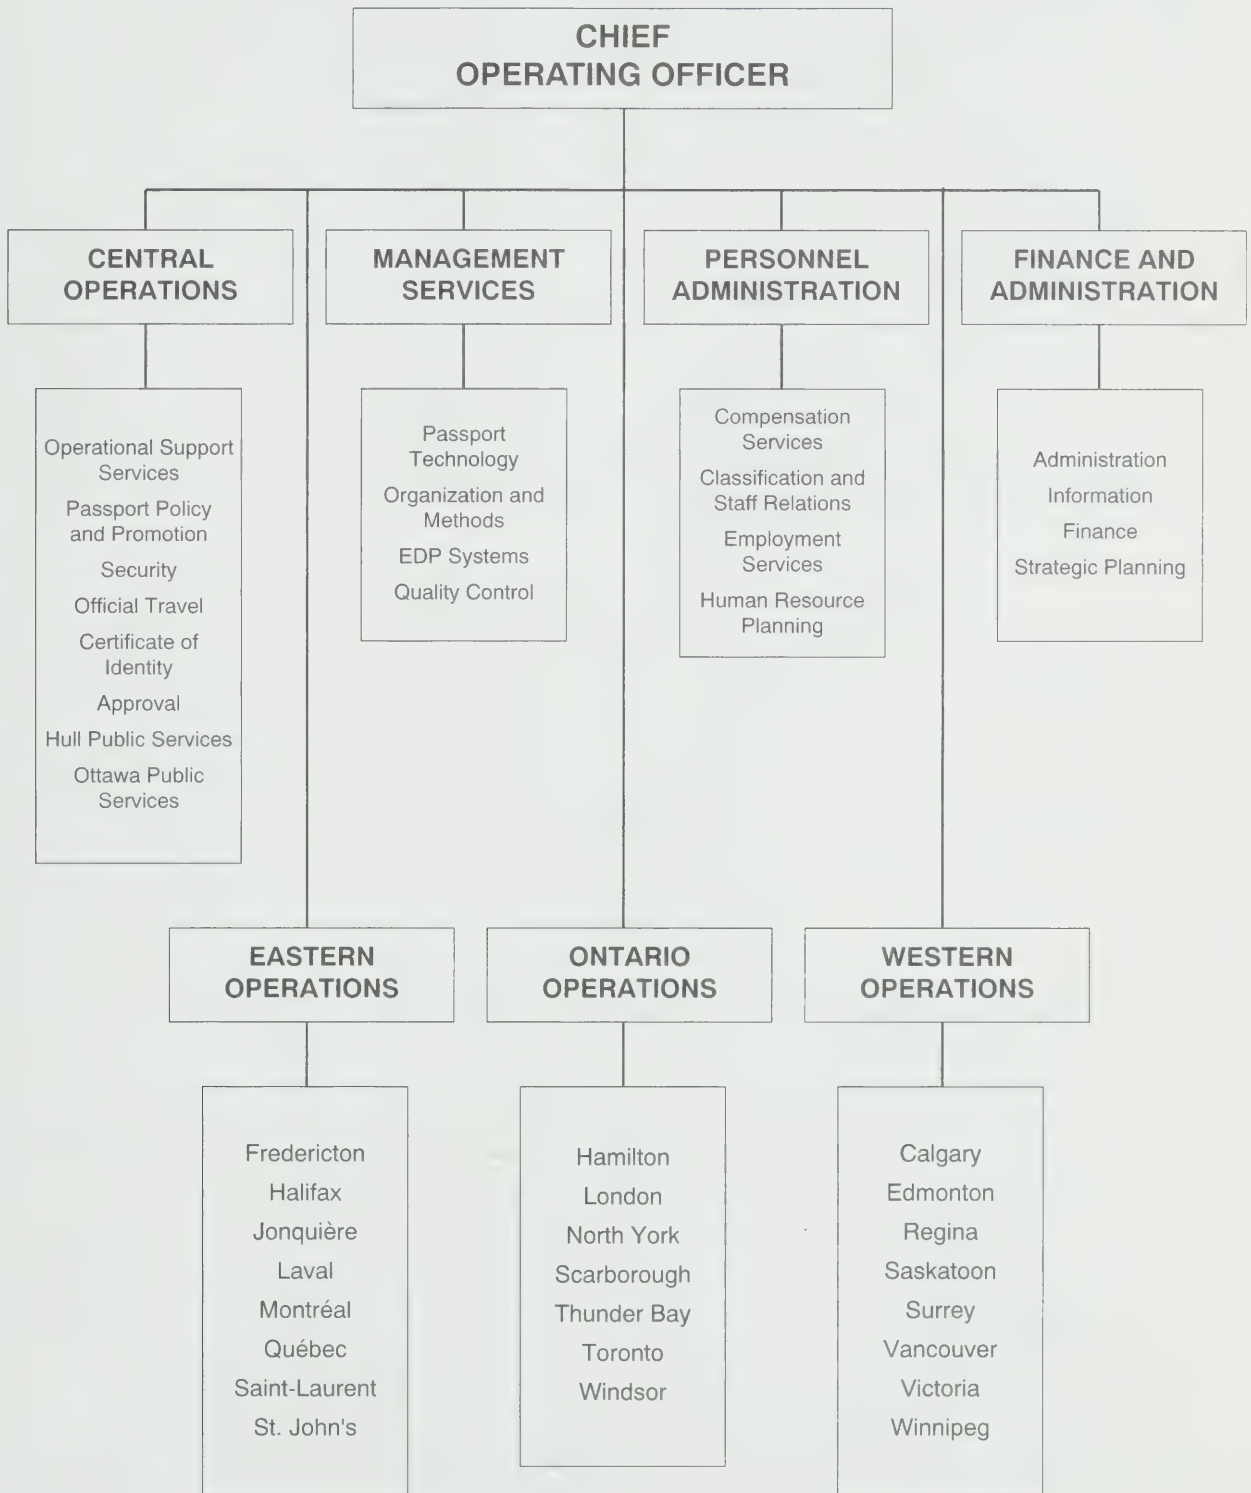 CHIEF
OPERATING OFFICER
CENTRAL
OPERATIONS
MANAGEMENT
SERVICES
PERSONNEL
ADMINISTRATION
FINANCE AND
ADMINISTRATION
Operational Support
Services
Passport Policy
and Promotion
Security
Official Travel
Certificate of
Identity
Approval
Hull Public Services
Ottawa Public
Services
Passport
Technology
Organization and
Methods
EDP Systems
Quality Control
Compensation
Services
Classification and
Staff Relations
Employment
Services
Human Resource
Planning
Administration
Information
Finance
Strategic Planning
EASTERN
OPERATIONS
ONTARIO
OPERATIONS
WESTERN
OPERATIONS
Fredericton
Halifax
Jonquière
Laval
Montréal
Québec
Saint-Laurent
St. John's
Hamilton
London
North York
Scarborough
Thunder Bay
Toronto
Windsor
Calgary
Edmonton
Regina
Saskatoon
Surrey
Vancouver
Victoria
Winnipeg